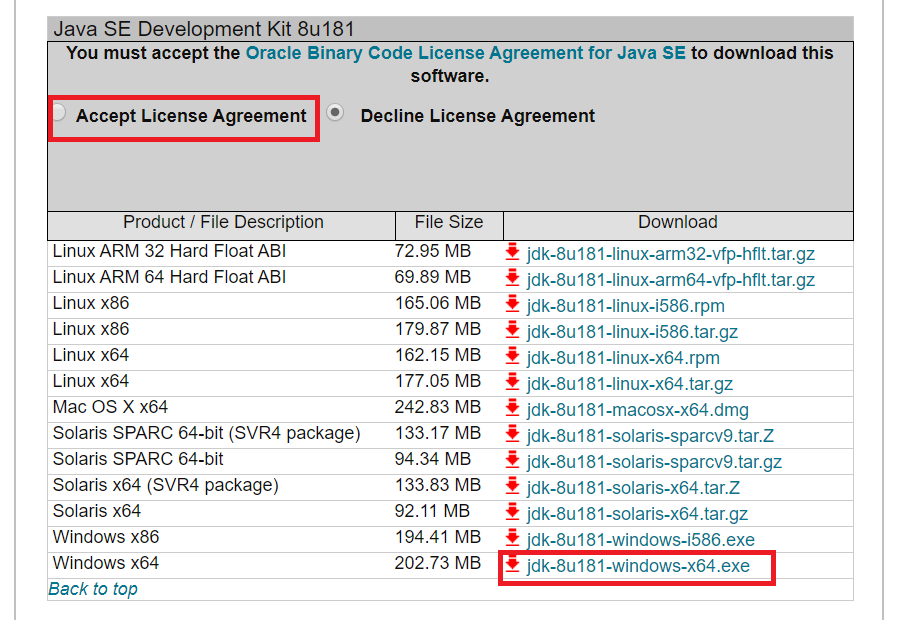 Java SE Development Kit 8u181
You must accept the Oracle Binary Code License Agreement for Java SE to download this
software.
Accept License Agreement Decline License Agreement
Product / File Description File Size Download
Linux ARM 32 Hard Float ABI 72.95 MB jdk-8u181-linux-arm32-vfp-hflt.tar.gz
Linux ARM 64 Hard Float ABI 69.89 MB jdk-8u181-linux-arm64-vfp-hflt.tar.gz
Linux x86 165.06 MB jdk-8u181-linux-i586.rpm
Linux x86 179.87 MB jdk-8u181-linux-i586.tar.gz
Linux x64 162.15 MB jdk-8u181-linux-x64.rpm
Linux x64 177.05 MB jdk-8u181-linux-x64.tar.gz
Mac OS X x64 242.83 MB jdk-8u181-macosx-x64.dmg
Solaris SPARC 64-bit (SVR4 package) 133.17 MB jdk-8u181-solaris-sparcv9.tar.Z
Solaris SPARC 64-bit 94.34 MB jdk-8u181-solaris-sparcv9.tar.gz
Solaris x64 (SVR4 package) 133.83 MB jdk-8u181-solaris-x64.tar.Z
Solaris x64 92.11 MB jdk-8u181-solaris-x64.tar.gz
Windows x86 194.41 MB jdk-8u181-windows-i586.exe
Windows x64 202.73 MB jdk-8u181-windows-x64.exe
Back to top